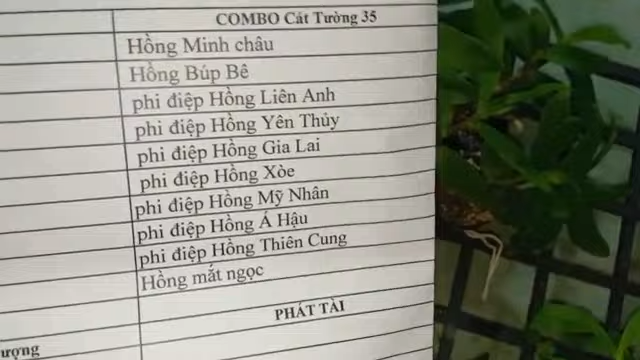 COMBO Cát Tường 35
Hồng Minh châu
Hồng Búp Bê
phi điệp Hồng Liên Anh
phi điệp Hồng Yên Thủy
phi điệp Hồng Gia Lai
phi điệp Hồng Xòe
phi điệp Hồng Mỹ Nhân
phi điệp Hồng Á Hậu
phi điệp Hồng Thiên Cung
Hồng mắt ngọc
PHÁT TÀI
ượng